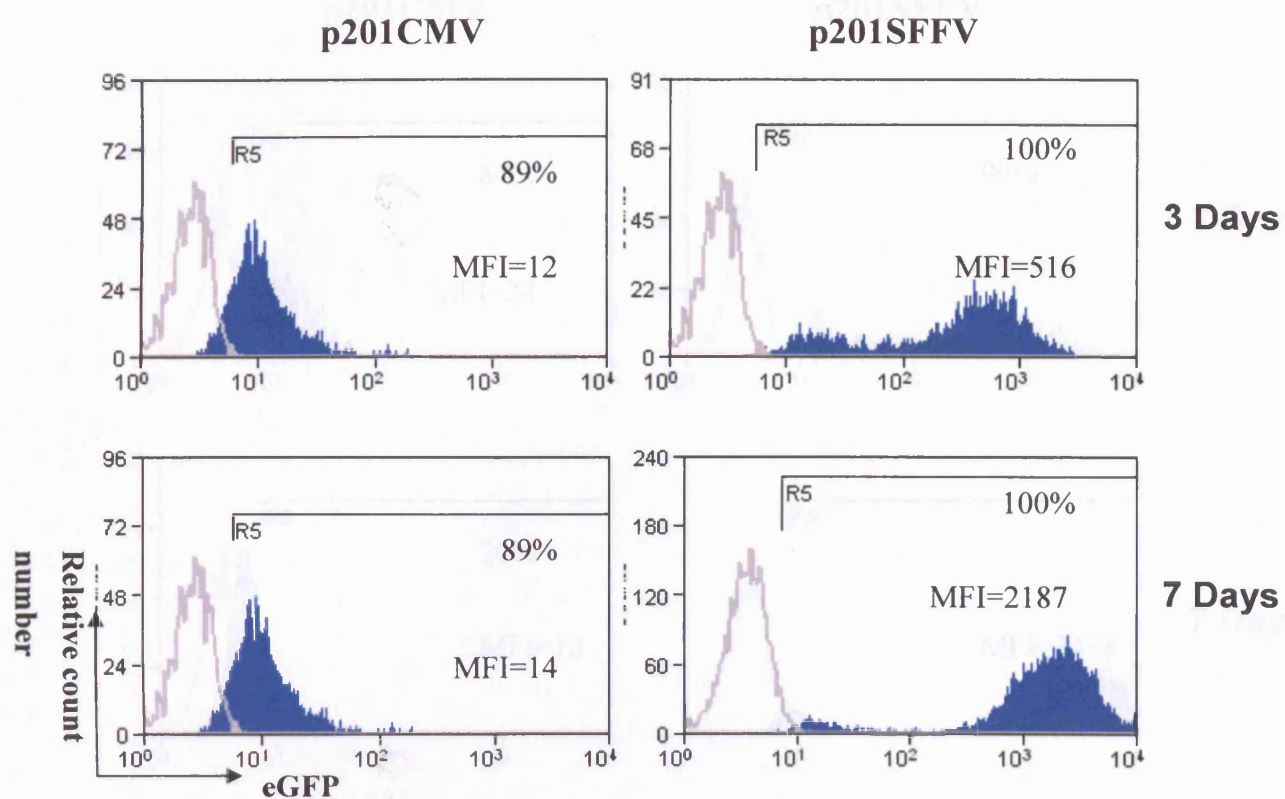 p201CMV p201SFFV
96
72
48
24
0
R5
89%
MFI=12
10⁰ 10¹ 10² 10³ 10⁴
91
68
45
22
0
R5
100%
MFI=516
10⁰ 10¹ 10² 10³ 10⁴
3 Days
96
72
48
24
0
R5
89%
MFI=14
10⁰ 10¹ 10² 10³ 10⁴
240
180
120
60
0
R5
100%
MFI=2187
10⁰ 10¹ 10² 10³ 10⁴
7 Days
Relative count
number
eGFP